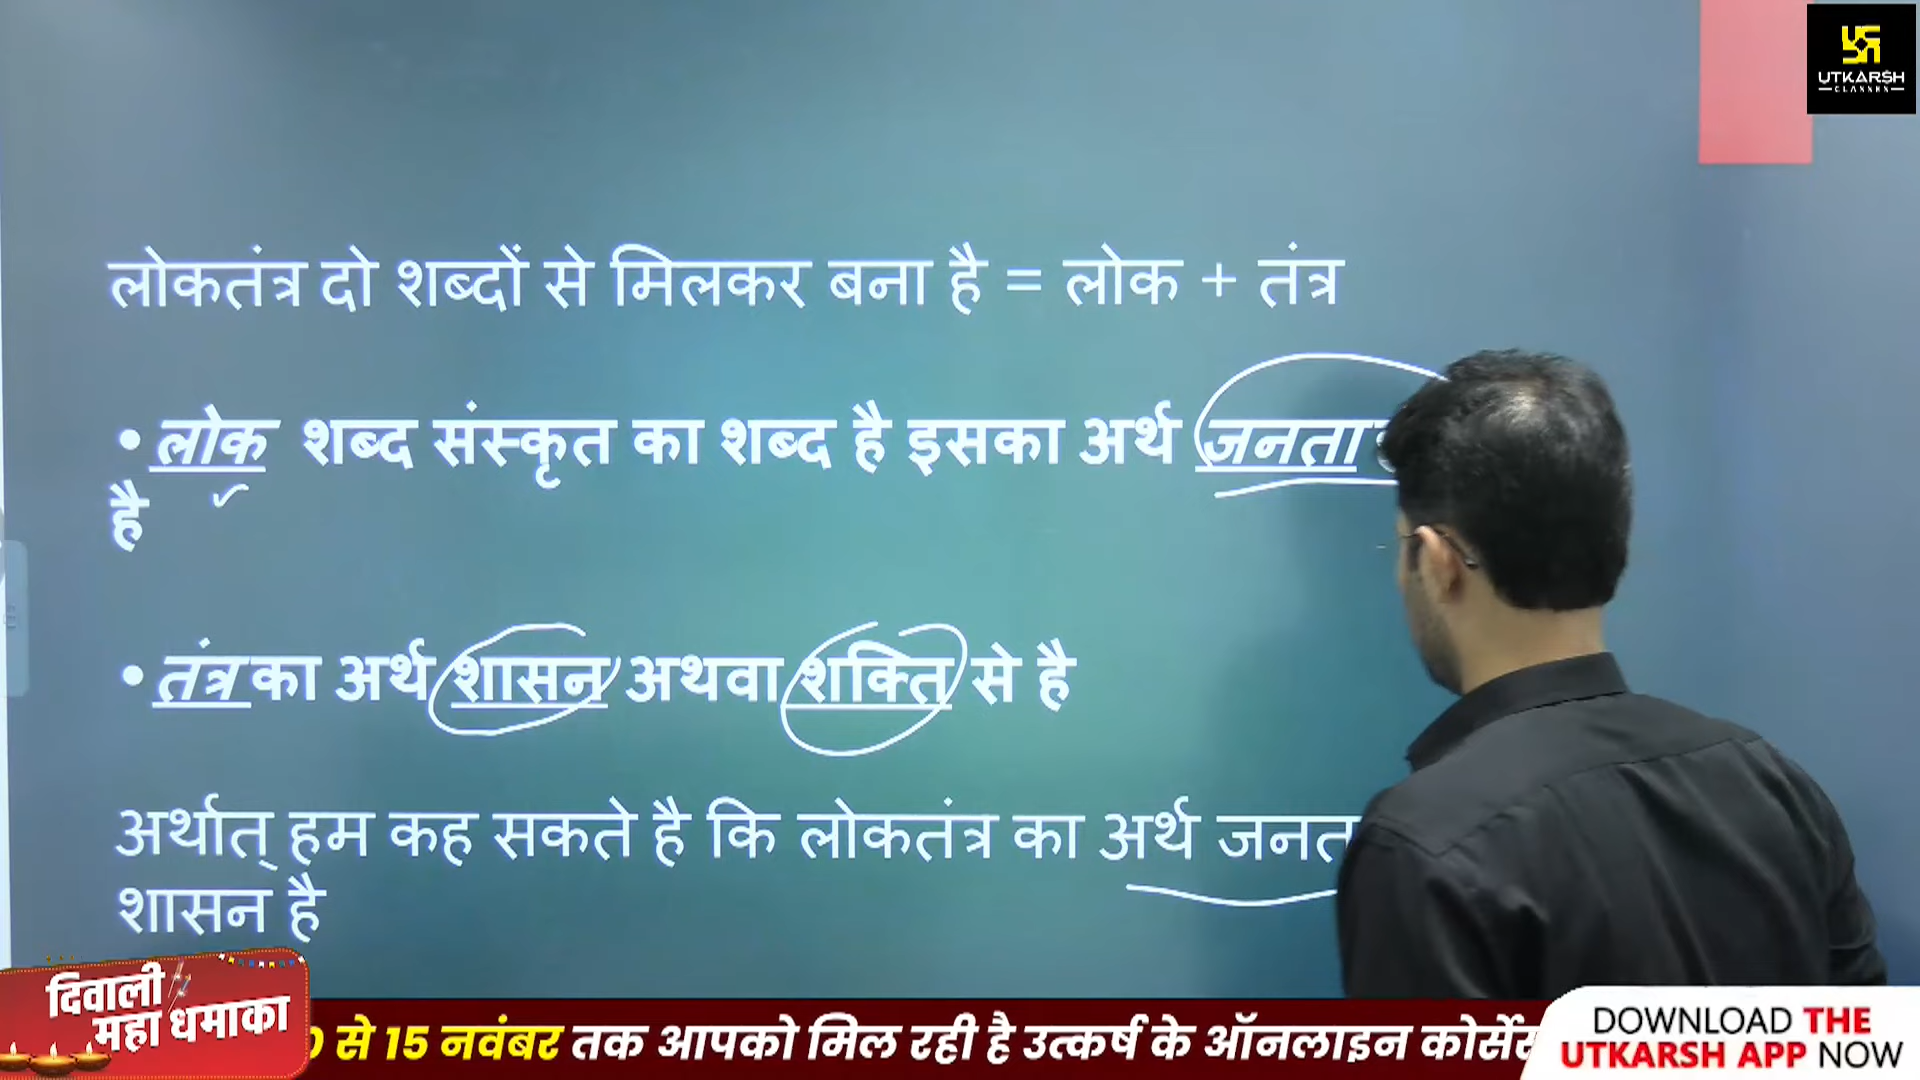 UTKARSH
CLASSES
लोकतंत्र दो शब्दों से मिलकर बना है = लोक + तंत्र
• लोक शब्द संस्कृत का शब्द है इसका अर्थ जनता
है
• तंत्र का अर्थ शासन अथवा शक्ति से है
अर्थात् हम कह सकते है कि लोकतंत्र का अर्थ
शासन है
दिवाली
महा धमाका
से 15 नवंबर तक आपको मिल रही है उत्कर्ष के ऑनलाइन
DOWNLOAD THE
UTKARSH APP NOW